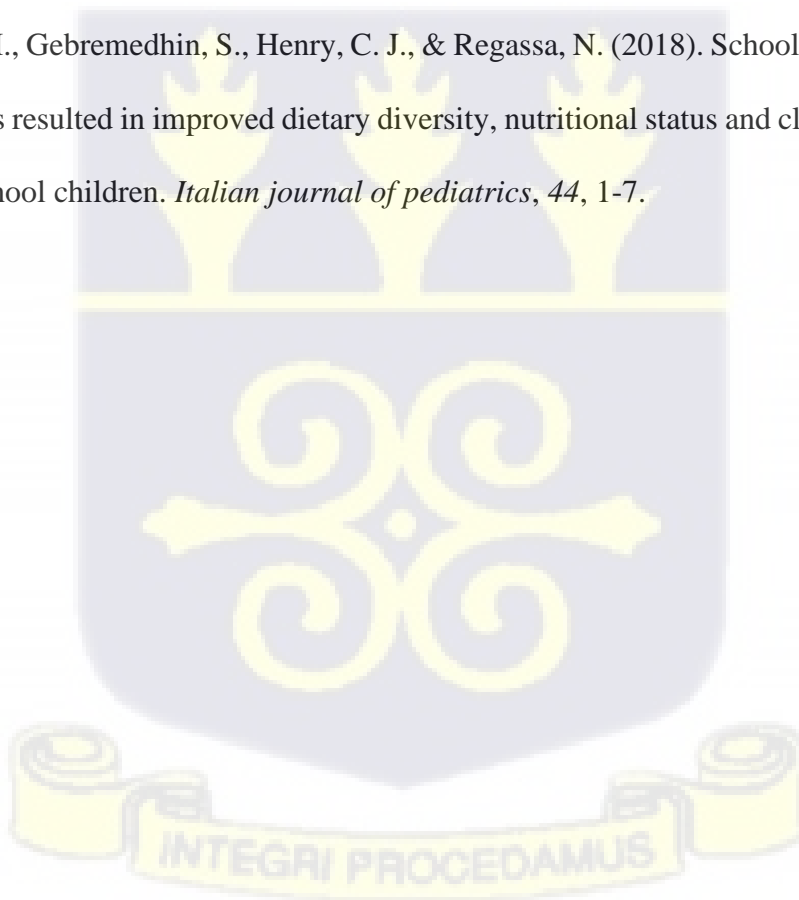 I., Gebremedhin, S., Henry, C. J., & Regassa, N. (2018). School
s resulted in improved dietary diversity, nutritional status and cl
hool children. Italian journal of pediatrics, 44, 1-7.
INTEGRI PROCEDAMUS